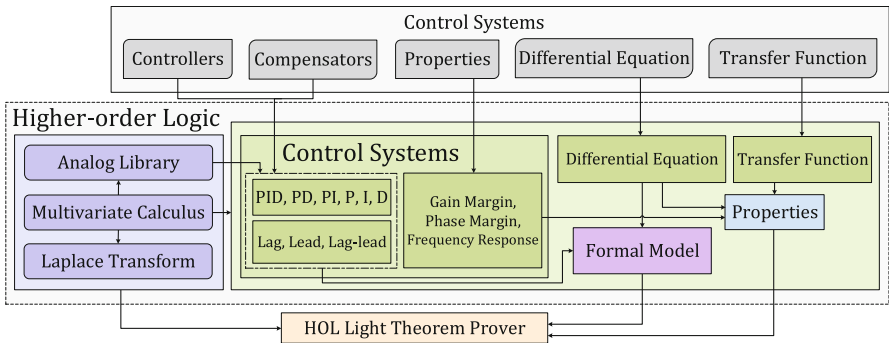 Control Systems
Controllers
Compensators
Properties
Differential Equation
Transfer Function
Higher-order Logic
Analog Library
Multivariate Calculus
Laplace Transform
Control Systems
PID, PD, PI, P, I, D
Lag, Lead, Lag-lead
Gain Margin,
Phase Margin,
Frequency Response
Differential Equation
Transfer Function
Properties
Formal Model
HOL Light Theorem Prover